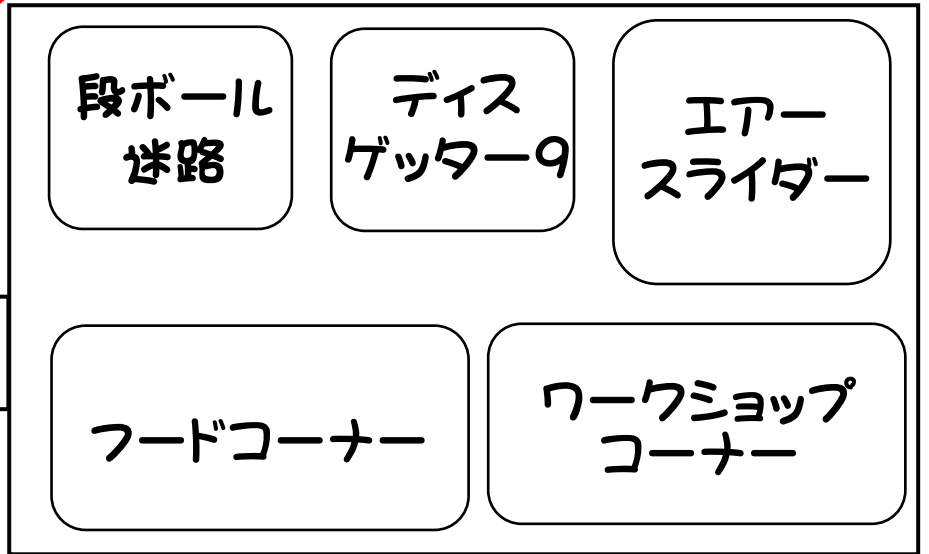 段ボール
迷路
ディス
ゲッター9
エアー
スライダー
フードコーナー
ワークショップ
コーナー